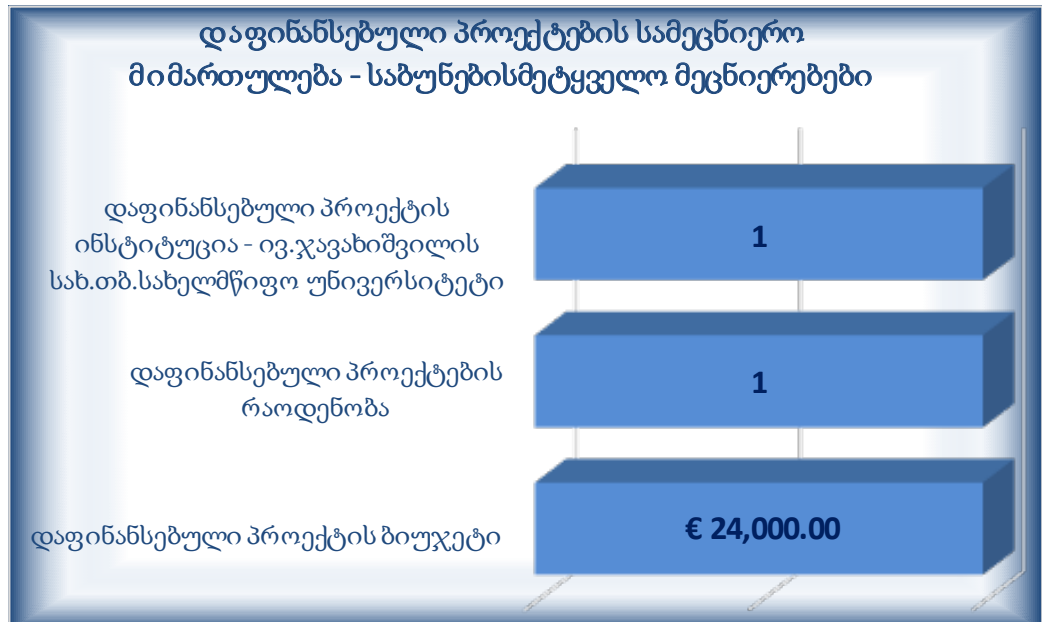 დაფინანსებული პროექტების სამეცნიერო
მიმართულება - საბუნებისმეტყველო მეცნიერებები
დაფინანსებული პროექტის
ინსტიტუცია - ივ.ჯავახიშვილის
სახ.თბ.სახელმწიფო უნივერსიტეტი
1
დაფინანსებული პროექტების
რაოდენობა
1
დაფინანსებული პროექტის ბიუჯეტი
€ 24,000.00